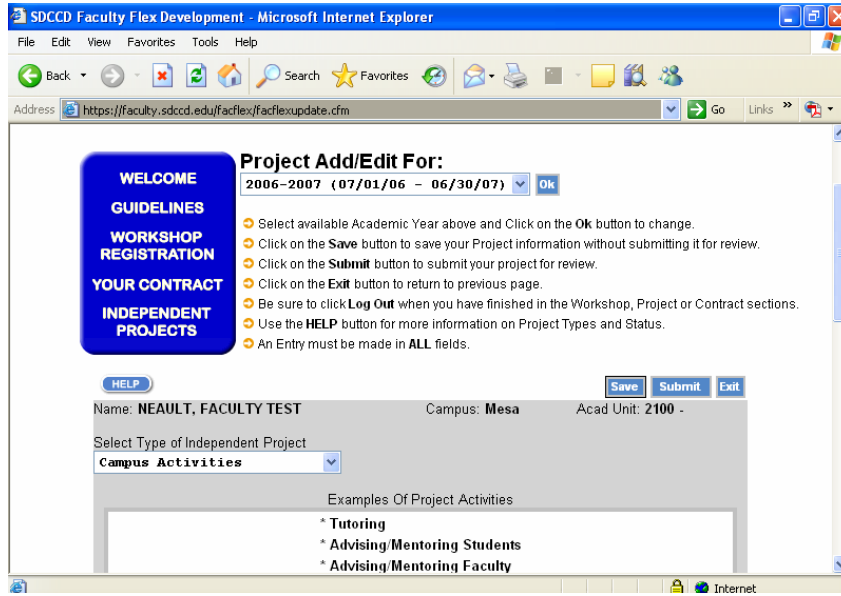 SDCCD Faculty Flex Development - Microsoft Internet Explorer
File Edit View Favorites Tools Help
Back Search Favorites
Address https://faculty.sdccd.edu/facflex/facflexupdate.cfm Go Links »
WELCOME
GUIDELINES
WORKSHOP
REGISTRATION
YOUR CONTRACT
INDEPENDENT
PROJECTS
Project Add/Edit For:
2006-2007 (07/01/06 - 06/30/07) Ok
Select available Academic Year above and Click on the Ok button to change.
Click on the Save button to save your Project information without submitting it for review.
Click on the Submit button to submit your project for review.
Click on the Exit button to return to previous page.
Be sure to click Log Out when you have finished in the Workshop, Project or Contract sections.
Use the HELP button for more information on Project Types and Status.
An Entry must be made in ALL fields.
HELP Save Submit Exit
Name: NEAULT, FACULTY TEST Campus: Mesa Acad Unit: 2100 -
Select Type of Independent Project
Campus Activities
Examples Of Project Activities
* Tutoring
* Advising/Mentoring Students
* Advising/Mentoring Faculty
Internet